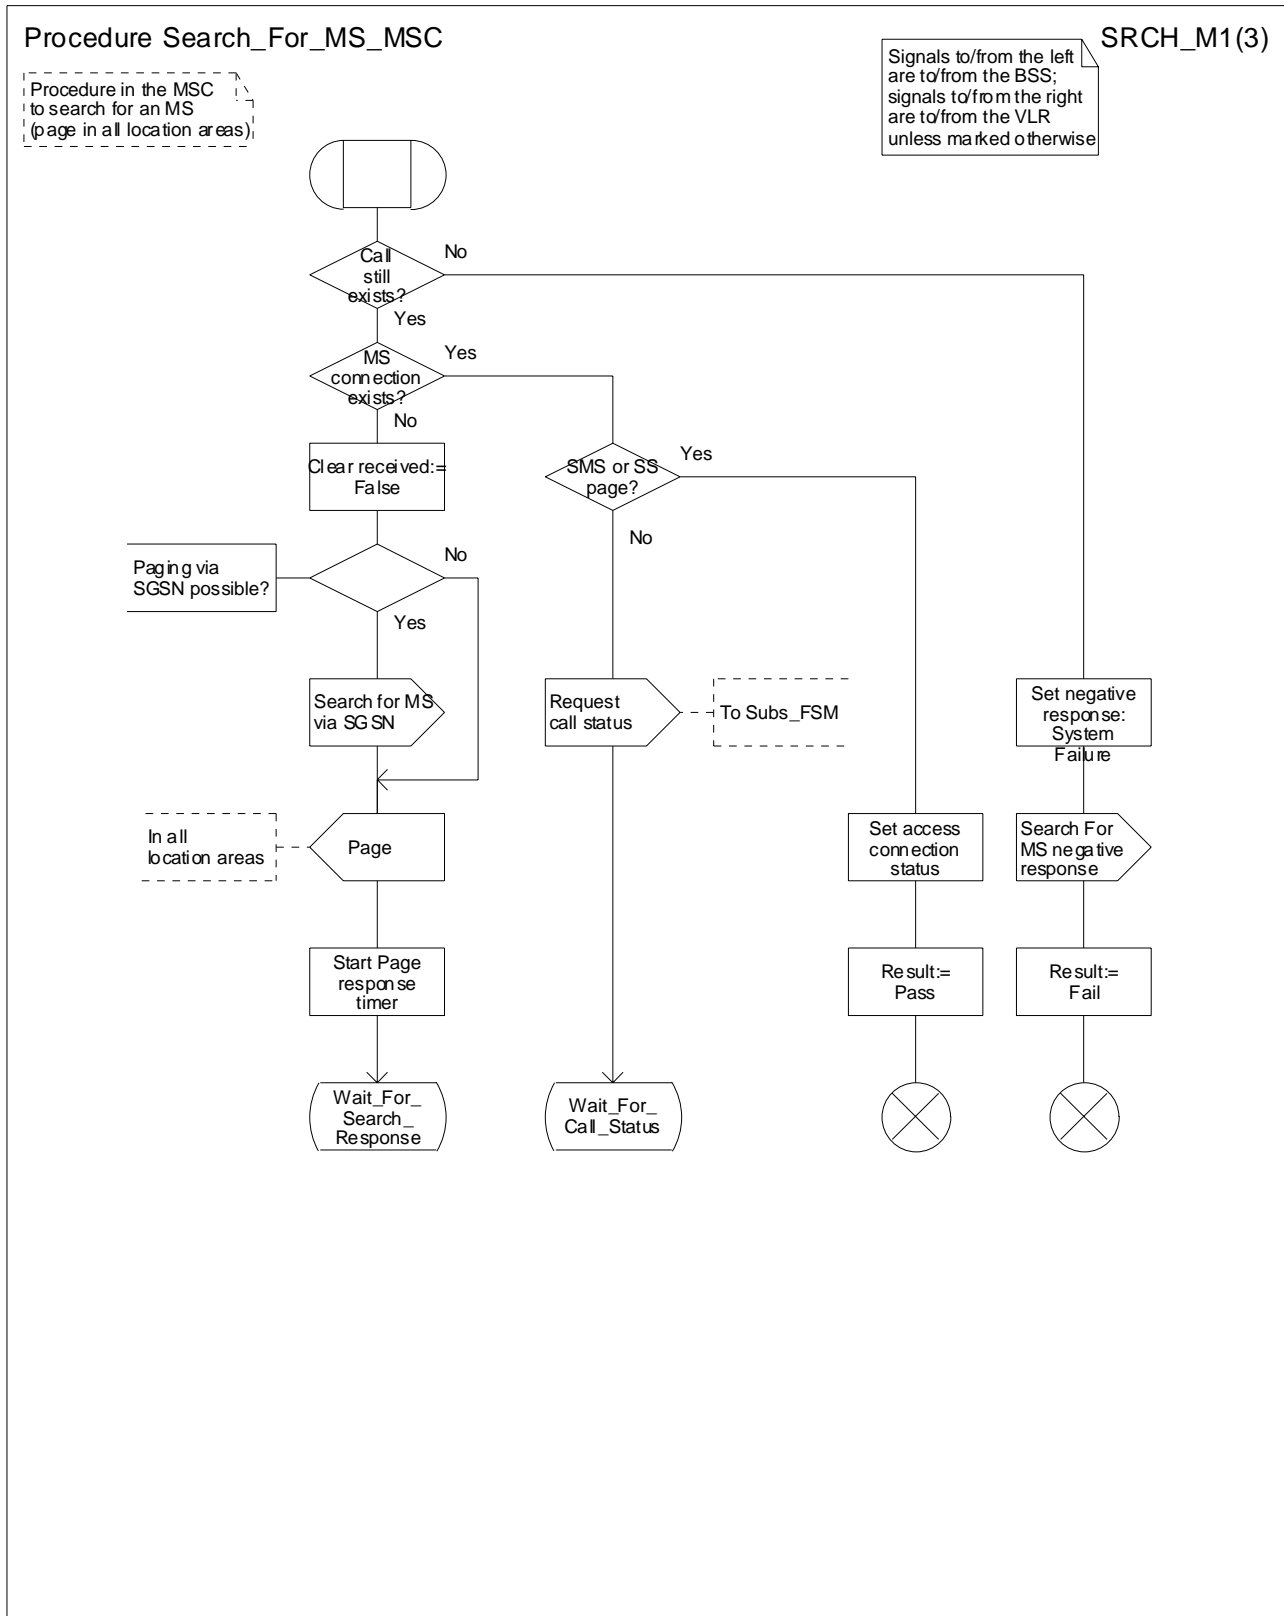 Procedure Search_For_MS_MSC
SRCH_M1(3)
Procedure in the MSC
to search for an MS
(page in all location areas)
Signals to/from the left
are to/from the BSS;
signals to/from the right
are to/from the VLR
unless marked otherwise
Call
still
exists?
No
Yes
MS
connection
exists?
Yes
No
Clear received:=
False
SMS or SS
page?
Yes
No
Paging via
SGSN possible?
No
Yes
Search for MS
via SGSN
Request
call status
To Subs_FSM
Set negative
response:
System
Failure
In all
location areas
Page
Set access
connection
status
Search For
MS negative
response
Start Page
response
timer
Result:=
Pass
Result:=
Fail
Wait_For_
Search_
Response
Wait_For_
Call_Status